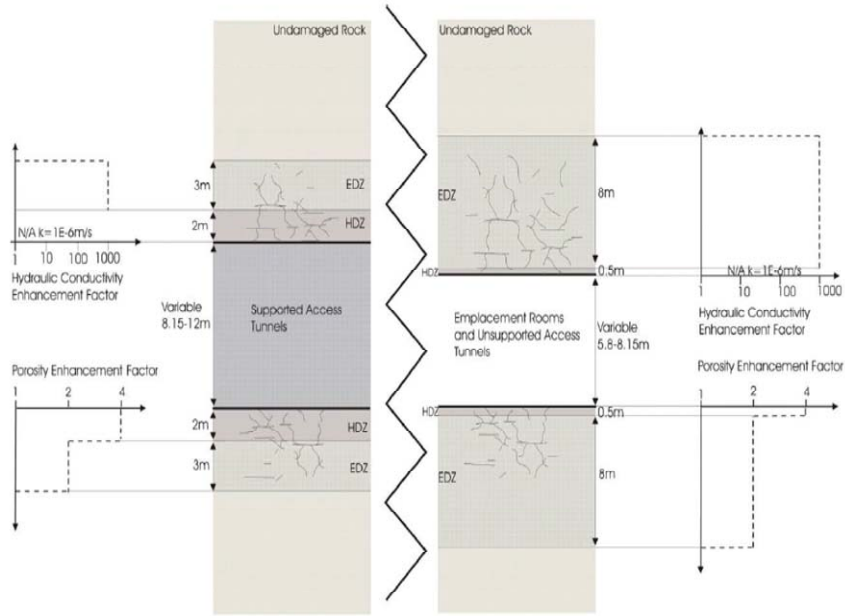 Undamaged Rock
3m
EDZ
2m
HDZ
N/A k=1E-6m/s
1 10 100 1000
Hydraulic Conductivity
Enhancement Factor
Variable
8.15-12m
Supported Access
Tunnels
Porosity Enhancement Factor
1 2 4
2m
HDZ
3m
EDZ
Undamaged Rock
EDZ
8m
HDZ
0.5m
N/A k=1E-6m/s
1 10 100 1000
Hydraulic Conductivity
Enhancement Factor
Emplacement Rooms
and Unsupported Access
Tunnels
Variable
5.8-8.15m
Porosity Enhancement Factor
1 2 4
HDZ
0.5m
EDZ
8m